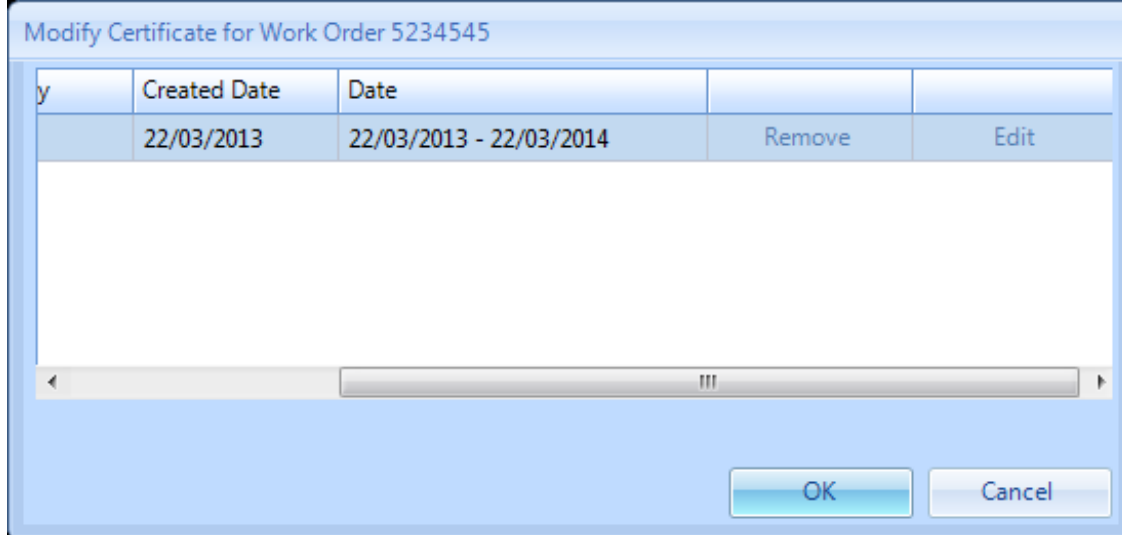 Modify Certificate for Work Order 5234545
y Created Date Date
22/03/2013 22/03/2013 - 22/03/2014 Remove Edit
OK Cancel